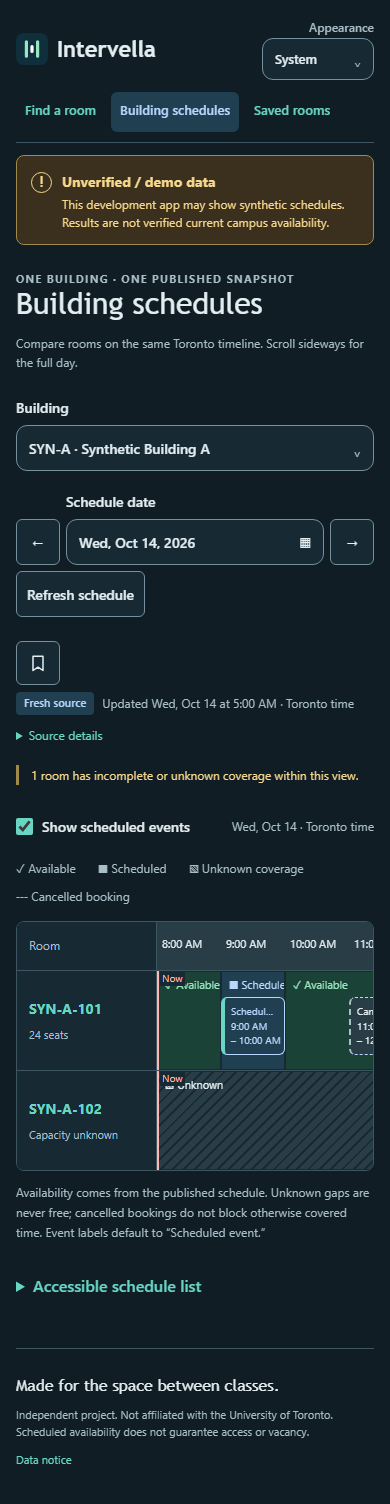 Appearance
Intervella
System
Find a room
Building schedules
Saved rooms
! Unverified / demo data
This development app may show synthetic schedules.
Results are not verified current campus availability.
ONE BUILDING · ONE PUBLISHED SNAPSHOT
Building schedules
Compare rooms on the same Toronto timeline. Scroll sideways for
the full day.
Building
SYN-A · Synthetic Building A
Schedule date
← Wed, Oct 14, 2026 →
Refresh schedule
Fresh source Updated Wed, Oct 14 at 5:00 AM · Toronto time
Source details
1 room has incomplete or unknown coverage within this view.
Show scheduled events Wed, Oct 14 · Toronto time
✓ Available ■ Scheduled ▧ Unknown coverage
--- Cancelled booking
Room 8:00 AM 9:00 AM 10:00 AM 11:0
Now
✓ Available ■ Schedule ✓ Available
SYN-A-101
24 seats
Schedul...
9:00 AM
– 10:00 AM
Can
11:0
– 12
Now
▧ Unknown
SYN-A-102
Capacity unknown
Availability comes from the published schedule. Unknown gaps are
never free; cancelled bookings do not block otherwise covered
time. Event labels default to “Scheduled event.”
Accessible schedule list
Made for the space between classes.
Independent project. Not affiliated with the University of Toronto.
Scheduled availability does not guarantee access or vacancy.
Data notice